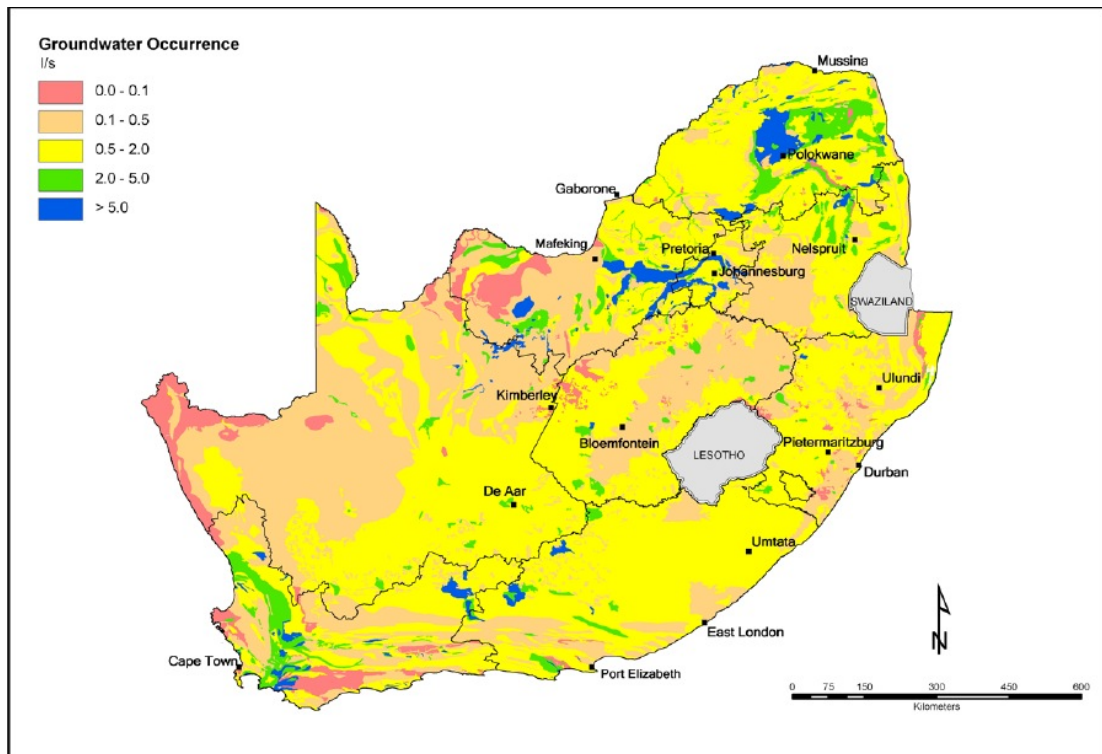 Groundwater Occurrence
l/s
0.0 - 0.1
0.1 - 0.5
0.5 - 2.0
2.0 - 5.0
> 5.0
Mussina
Polokwane
Gaborone
Mafeking
Pretoria
Nelspruit
Johannesburg
SWAZILAND
Ulundi
Kimberley
Bloemfontein
Pietermaritzburg
LESOTHO
Durban
De Aar
Umtata
East London
Cape Town
Port Elizabeth
N
0 75 150 300 450 600
Kilometers